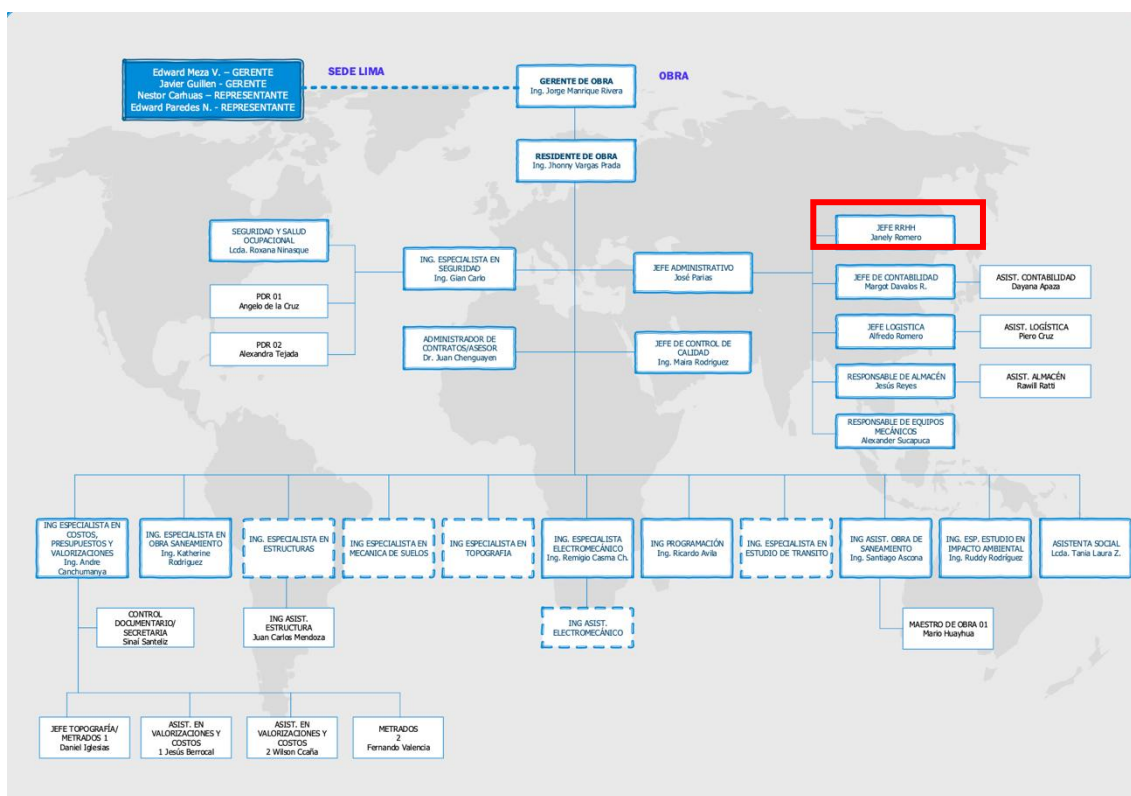 Edward Meza V. – GERENTE
Javier Guillen - GERENTE
Nestor Carhuas – REPRESENTANTE
Edward Paredes N. - REPRESENTANTE
SEDE LIMA
GERENTE DE OBRA
Ing. Jorge Manrique Rivera
OBRA
RESIDENTE DE OBRA
Ing. Jhonny Vargas Prada
SEGURIDAD Y SALUD
OCUPACIONAL
Lcda. Roxana Ninasque
PDR 01
Angelo de la Cruz
PDR 02
Alexandra Tejada
ING. ESPECIALISTA EN
SEGURIDAD
Ing. Gian Carlo
ADMINISTRADOR DE
CONTRATOS/ASESOR
Dr. Juan Chenguayen
JEFE ADMINISTRATIVO
José Parias
JEFE DE CONTROL DE
CALIDAD
Ing. Maira Rodriguez
JEFE RRHH
Janely Romero
JEFE DE CONTABILIDAD
Margot Davalos R.
ASIST. CONTABILIDAD
Dayana Apaza
JEFE LOGISTICA
Alfredo Romero
ASIST. LOGÍSTICA
Piero Cruz
RESPONSABLE DE ALMACÉN
Jesús Reyes
ASIST. ALMACÉN
Rawill Ratti
RESPONSABLE DE EQUIPOS
MECÁNICOS
Alexander Sucapuca
ING ESPECIALISTA EN
COSTOS,
PRESUPUESTOS Y
VALORIZACIONES
Ing. Andre
Canchumanya
ING. ESPECIALISTA EN
OBRA SANEAMIENTO
Ing. Katherine
Rodriguez
ING. ESPECIALISTA EN
ESTRUCTURAS
ING ESPECIALISTA EN
MECANICA DE SUELOS
ING ESPECIALISTA EN
TOPOGRAFIA
ING. ESPECIALISTA
ELECTROMECÁNICO
Ing. Remigio Casma Ch.
ING PROGRAMACIÓN
Ing. Ricardo Avila
ING. ESPECIALISTA EN
ESTUDIO DE TRANSITO
ING ASIST. OBRA DE
SANEAMIENTO
Ing. Santiago Ascona
ING. ESP. ESTUDIO EN
IMPACTO AMBIENTAL
Ing. Ruddy Rodríguez
ASISTENTA SOCIAL
Lcda. Tania Laura Z.
CONTROL
DOCUMENTARIO/
SECRETARIA
Sinaí Santeliz
ING ASIST.
ESTRUCTURA
Juan Carlos Mendoza
ING ASIST.
ELECTROMECÁNICO
MAESTRO DE OBRA 01
Mario Huayhua
JEFE TOPOGRAFÍA/
METRADOS 1
Daniel Iglesias
ASIST. EN
VALORIZACIONES Y
COSTOS
1 Jesús Berrocal
ASIST. EN
VALORIZACIONES Y
COSTOS
2 Wilson Ccaña
METRADOS
2
Fernando Valencia